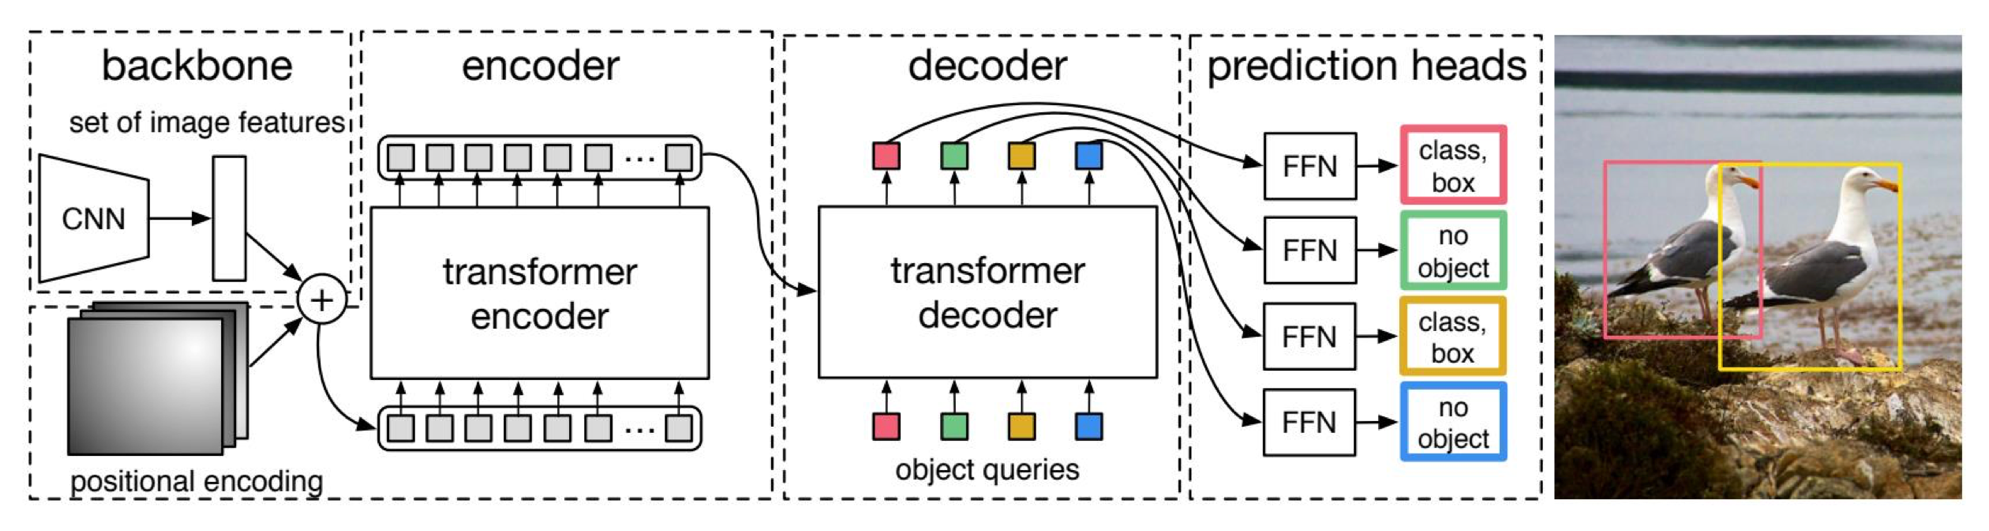 backbone
set of image features
CNN
+
positional encoding
encoder
...
transformer
encoder
...
decoder
transformer
decoder
object queries
prediction heads
FFN
class,
box
FFN
no
object
FFN
class,
box
FFN
no
object